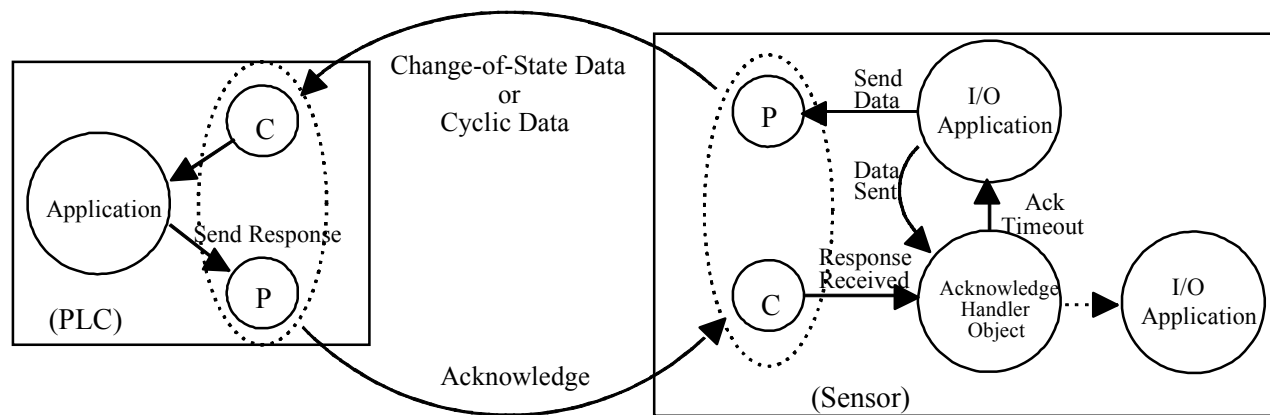 Change-of-State Data
or
Cyclic Data
C
Application
Send Response
P
(PLC)
Acknowledge
P
Send
Data
I/O
Application
Data
Sent
Ack
Timeout
Response
Received
C
Acknowledge
Handler
Object
I/O
Application
(Sensor)